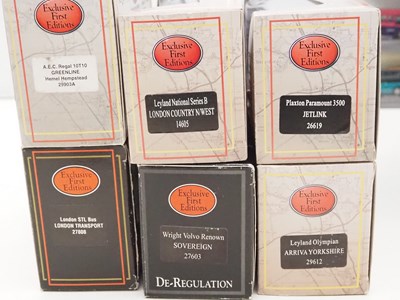 Exclusive
First
Editions
A.E.C. Regal 10T10
GREENLINE
Hemel Hempstead
Exclusive
First
Editions
Leyland National Series B
LONDON COUNTRY N.WEST
14605
Exclusive
First
Editions
Plaxton Paramount 3500
JETLINK
26619
Exclusive
First
Editions
London STL Bus
LONDON TRANSPORT
Exclusive
First
Editions
Wright Volvo Renown
SOVEREIGN
27603
DE-REGULATION
Exclusive
First
Editions
Leyland Olympian
ARRIVA YORKSHIRE
29612